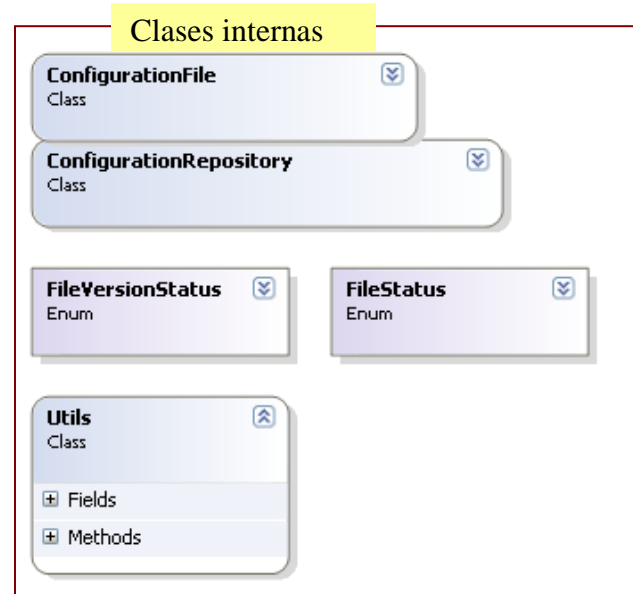 Clases internas
ConfigurationFile
Class
ConfigurationRepository
Class
FileVersionStatus
Enum
FileStatus
Enum
Utils
Class
Fields
Methods